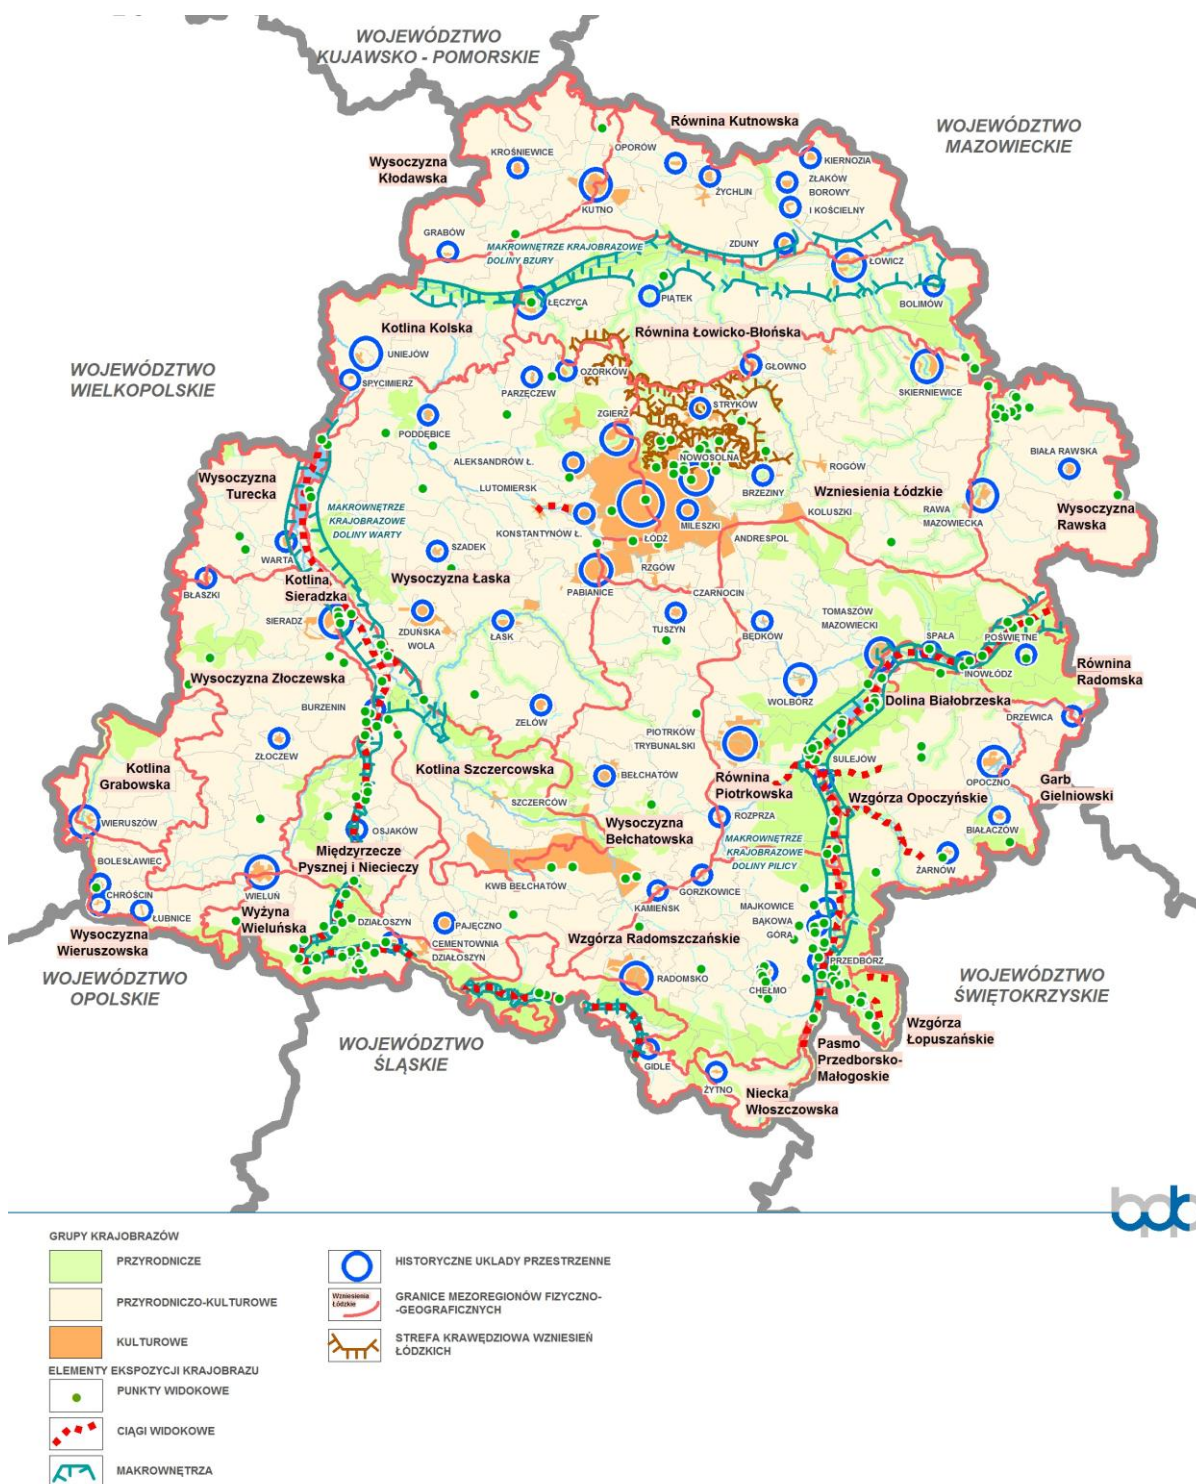 WOJEWÓDZTWO
KUJAWSKO - POMORSKIE
WOJEWÓDZTWO
MAZOWIECKIE
Równina Kutnowska
Wysoczyzna
Kłodawska
KROŚNIEWICE
OPORÓW
KIERNOZIA
ŻYCHLIN
ZŁAKÓW
BOROWY
I KOŚCIELNY
KUTNO
GRABÓW
MAKROWNĘTRZE KRAJOBRAZOWE
DOLINY BZURY
ZDUNY
ŁOWICZ
ŁĘCZYCA
PIĄTEK
BOLIMÓW
Kotlina Kolska
Równina Łowicko-Błońska
UNIEJÓW
SPYCIMIERZ
WOJEWÓDZTWO
WIELKOPOLSKIE
OZORKÓW
PARZĘCZEW
GŁOWNO
SKIERNIEWICE
STRYKÓW
ZGIERZ
PODDĘBICE
ALEKSANDRÓW Ł.
NOWOSOLNA
ROGÓW
BIAŁA RAWSKA
LUTOMIERSK
BRZEZINY
Wysoczyzna
Turecka
Wzniesienia Łódzkie
RAWA
MAZOWIECKA
Wysoczyzna
Rawska
MAKROWNĘTRZE
KRAJOBRAZOWE
DOLINY WARTY
KONSTANTYNÓW Ł.
MILESZKI
KOLUSZKI
ŁÓDŹ
ANDRESPOL
WARTA
SZADEK
RZGÓW
Kotlina
Sieradzka
Wysoczyzna Łaska
BŁASZKI
PABIANICE
CZARNOCIN
SIERADZ
ZDUŃSKA
WOLA
ŁASK
TUSZYN
BĘDKÓW
TOMASZÓW
MAZOWIECKI
SPAŁA
POŚWIĘTNE
INOWŁÓDZ
Równina
Radomska
Wysoczyzna Złoczewska
WOLBÓRZ
Dolina Białobrzeska
BURZENIN
ZELÓW
DRZEWICA
PIOTRKÓW
TRYBUNALSKI
ZŁOCZEW
Kotlina
Grabowska
Kotlina Szczercowska
BEŁCHATÓW
SULEJÓW
Równina
Piotrkowska
OPOCZNO
Garb
Gielniowski
Wzgórza Opoczyńskie
SZCZERCÓW
WIERUSZÓW
OSJAKÓW
Wysoczyzna
Bełchatowska
ROZPRZA
BIAŁACZÓW
MAKROWNĘTRZE
KRAJOBRAZOWE
DOLINY PILICY
Międzyrzecze
Pysznej i Niecieczy
BOLESŁAWIEC
ŻARNÓW
CHRÓŚCIN
WIELUŃ
KWB BEŁCHATÓW
GORZKOWICE
KAMIEŃSK
ŁUBNICE
Wyżyna
Wieluńska
DZIAŁOSZYN
PAJĘCZNO
MAJKOWICE
BĄKOWA
GÓRA
Wysoczyzna
Wieruszowska
CEMENTOWNIA
DZIAŁOSZYN
Wzgórza Radomszczańskie
PRZEDBÓRZ
WOJEWÓDZTWO
OPOLSKIE
RADOMSKO
CHEŁMO
WOJEWÓDZTWO
ŚWIĘTOKRZYSKIE
WOJEWÓDZTWO
ŚLĄSKIE
Wzgórza
Łopuszańskie
Pasmo
Przedborsko-
Małogoskie
GIDLE
ŻYTNO
Niecka
Włoszczowska
bpp
GRUPY KRAJOBRAZÓW
PRZYRODNICZE
PRZYRODNICZO-KULTUROWE
KULTUROWE
ELEMENTY EKSPOZYCJI KRAJOBRAZU
PUNKTY WIDOKOWE
CIĄGI WIDOKOWE
MAKROWNĘTRZA
HISTORYCZNE UKLADY PRZESTRZENNE
Wzniesienia
Łódzkie
GRANICE MEZOREGIONÓW FIZYCZNO-
-GEOGRAFICZNYCH
STREFA KRAWĘDZIOWA WZNIESIEŃ
ŁÓDZKICH